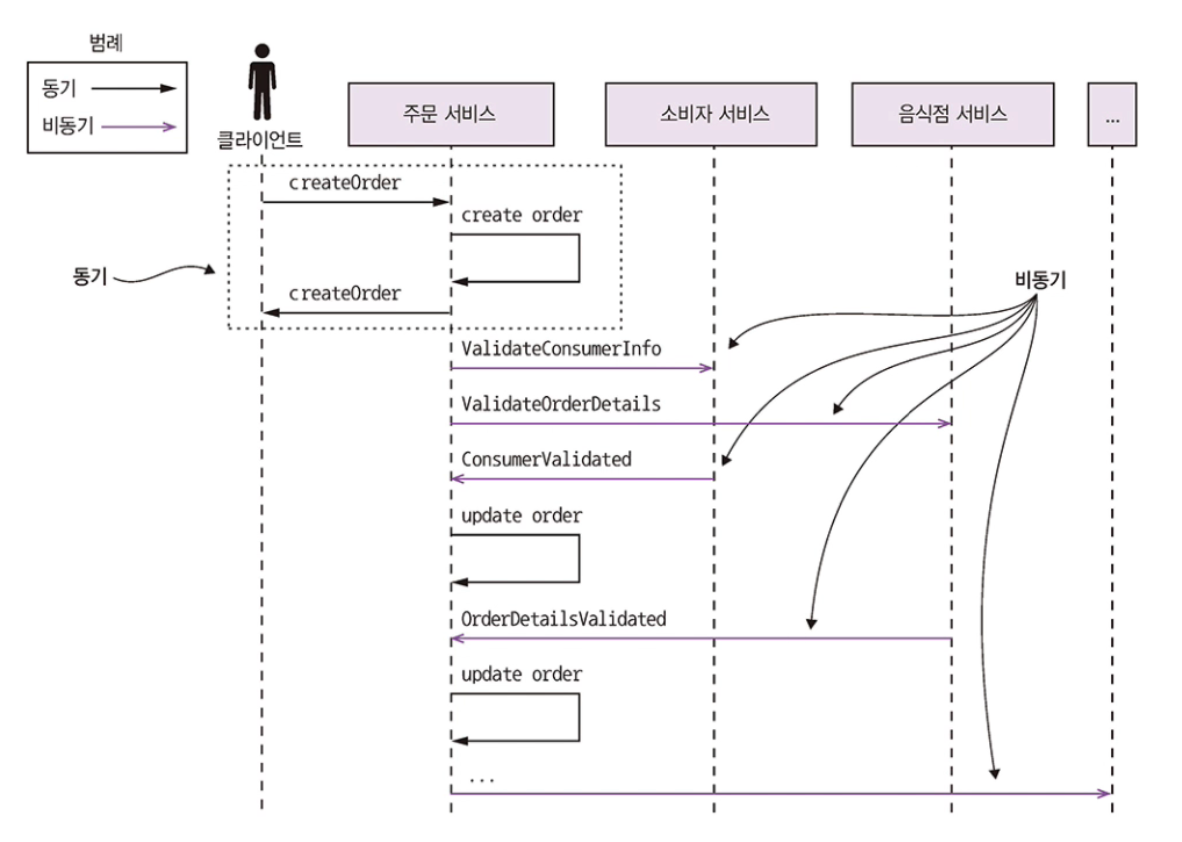 범례
동기
비동기
클라이언트
주문 서비스
소비자 서비스
음식점 서비스
...
createOrder
create order
동기
createOrder
비동기
ValidateConsumerInfo
ValidateOrderDetails
ConsumerValidated
update order
OrderDetailsValidated
update order
...